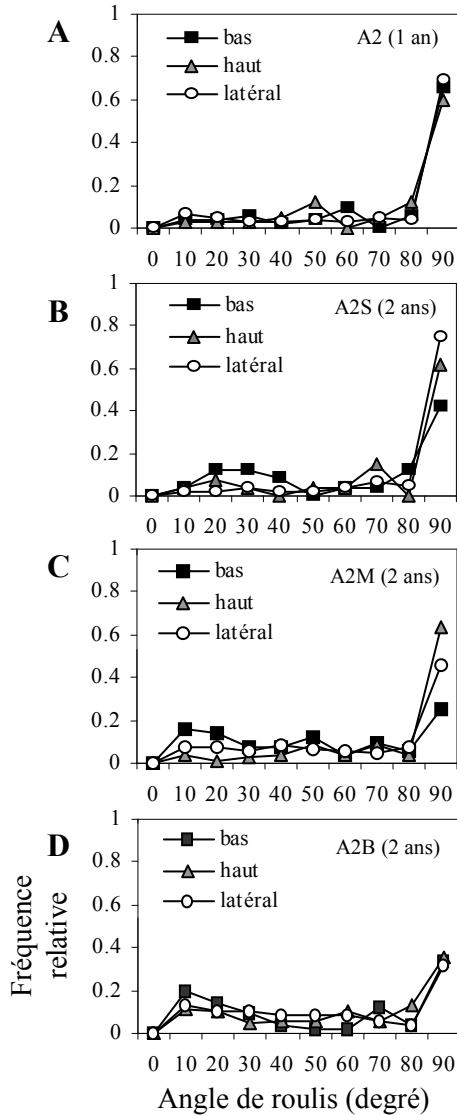 A
A2 (1 an)
bas
haut
latéral
1
0.8
0.6
0.4
0.2
0
0 10 20 30 40 50 60 70 80 90
B
A2S (2 ans)
bas
haut
latéral
1
0.8
0.6
0.4
0.2
0
0 10 20 30 40 50 60 70 80 90
C
A2M (2 ans)
bas
haut
latéral
1
0.8
0.6
0.4
0.2
0
0 10 20 30 40 50 60 70 80 90
D
A2B (2 ans)
bas
haut
latéral
1
0.8
0.6
0.4
0.2
0
0 10 20 30 40 50 60 70 80 90
Fréquence
relative
Angle de roulis (degré)